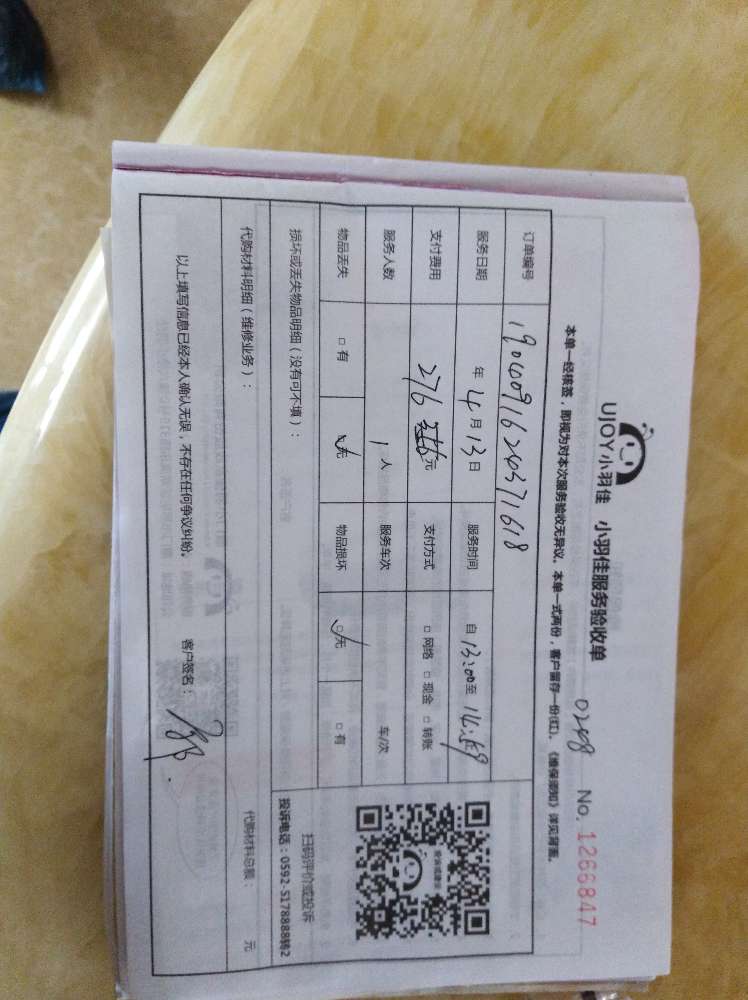 UJOY小羽佳 小羽佳服务验收单
No. 1266847
本单一经核签，即视为对本次服务验收无异议。本单一式两份，客户留存一份(红)。《维保须知》详见背面。
订单编号 1904091624371618
服务日期 年 4月13日 服务时间 自 13:00至
支付费用 276 元 支付方式 □ 网络 □ 现金 □ 转账
服务人数 1 人 服务车次 车/次
物品丢失 □ 有 □ 无 物品损坏 □ 无 □ 有
损坏或丢失物品明细（没有可不填）：
扫码评价或投诉
投诉电话：0592-5178888转2
代购材料明细（维修业务）： 代购材料总额： 元
以上填写信息已经本人确认无误，不存在任何争议纠纷。 客户签名：